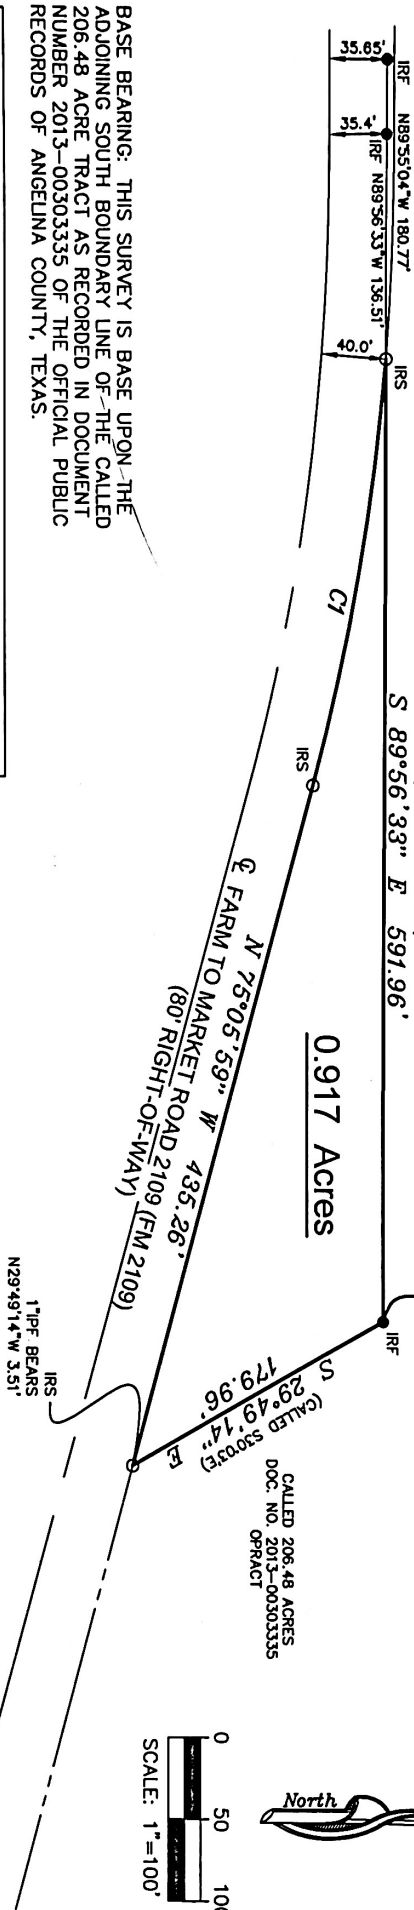 IRF
N89°55'04"W 180.77'
35.65'
35.4'
IRF N89°56'33"W 136.51'
IRS
40.0'
BASE BEARING: THIS SURVEY IS BASE UPON THE
ADJOINING SOUTH BOUNDARY LINE OF THE CALLED
206.48 ACRE TRACT AS RECORDED IN DOCUMENT
NUMBER 2013-00303335 OF THE OFFICIAL PUBLIC
RECORDS OF ANGELINA COUNTY, TEXAS.
C1
S 89°56'33" E 591.96'
IRS
0.917 Acres
N 75°05'59" W 435.26'
℄ FARM TO MARKET ROAD 2109 (FM 2109)
(80' RIGHT-OF-WAY)
IRF
S 29°49'14" E
179.96'
(CALLED S30°03'E)
CALLED 206.48 ACRES
DOC. NO. 2013-00303335
OPRACT
IRS
1"IPF BEARS
N29°49'14"W 3.51'
North
0 50
SCALE: 1"=100'